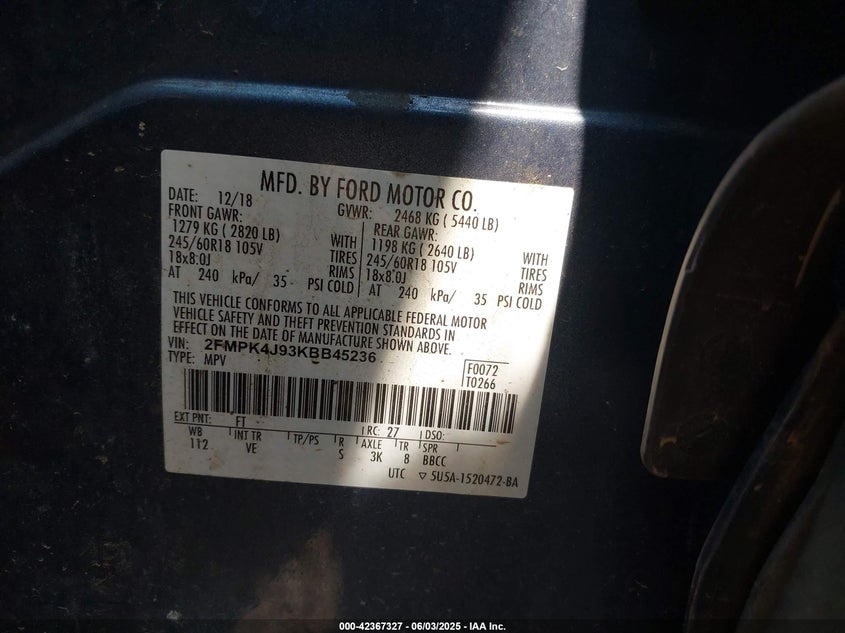 MFD. BY FORD MOTOR CO.
DATE: 12/18 GVWR: 2468 KG ( 5440 LB)
FRONT GAWR: REAR GAWR:
1279 KG ( 2820 LB) WITH 1198 KG ( 2640 LB) WITH
245/60R18 105V TIRES 245/60R18 105V TIRES
18x8.0J RIMS 18x8.0J RIMS
AT 240 kPa/ 35 PSI COLD AT 240 kPa/ 35 PSI COLD
THIS VEHICLE CONFORMS TO ALL APPLICABLE FEDERAL MOTOR
VEHICLE SAFETY AND THEFT PREVENTION STANDARDS IN
EFFECT ON THE DATE OF MANUFACTURE SHOWN ABOVE.
VIN: 2FMPK4J93KBB45236
TYPE: MPV
F0072
T0266
EXT PNT: FT RC: 27 DSO:
WB INT TR TP/PS R AXLE TR SPR
112 VE S 3K 8 BBCC
UTC ▽ 5U5A-1520472-BA
000-42367327 - 06/03/2025 - IAA Inc.